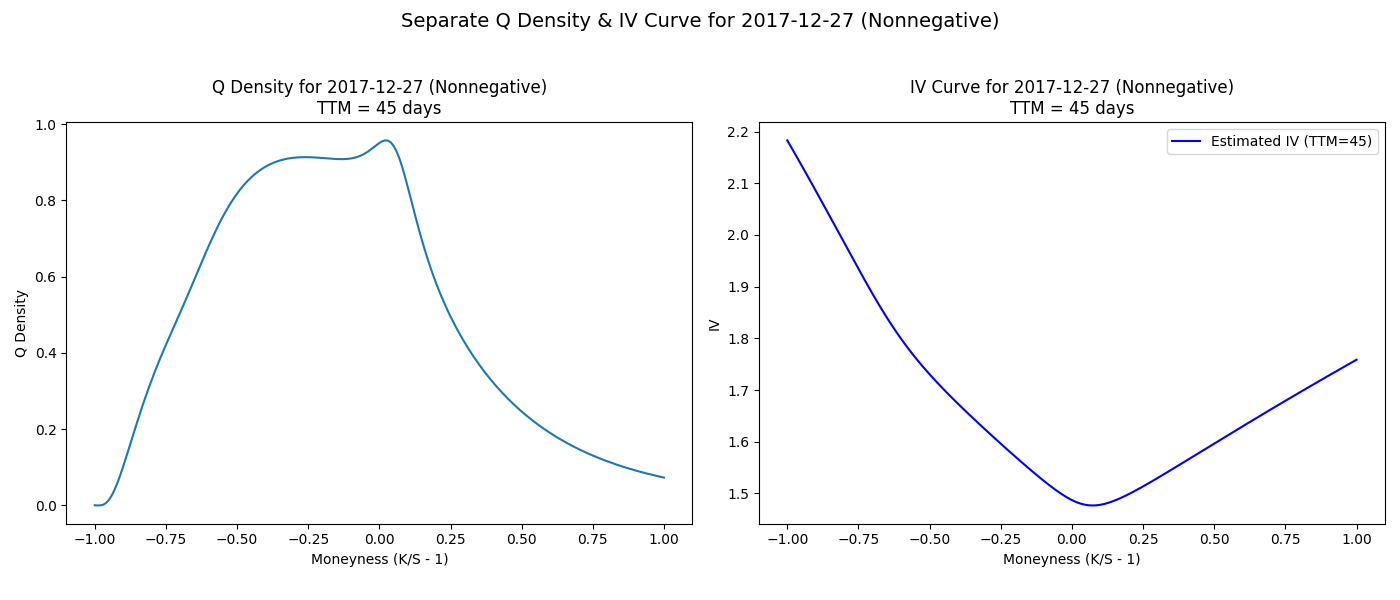 Separate Q Density & IV Curve for 2017-12-27 (Nonnegative)
Q Density for 2017-12-27 (Nonnegative)
TTM = 45 days
1.0
0.8
0.6
0.4
0.2
0.0
Q Density
−1.00 −0.75 −0.50 −0.25 0.00 0.25 0.50 0.75 1.00
Moneyness (K/S - 1)
IV Curve for 2017-12-27 (Nonnegative)
TTM = 45 days
Estimated IV (TTM=45)
2.2
2.1
2.0
1.9
1.8
1.7
1.6
1.5
IV
−1.00 −0.75 −0.50 −0.25 0.00 0.25 0.50 0.75 1.00
Moneyness (K/S - 1)